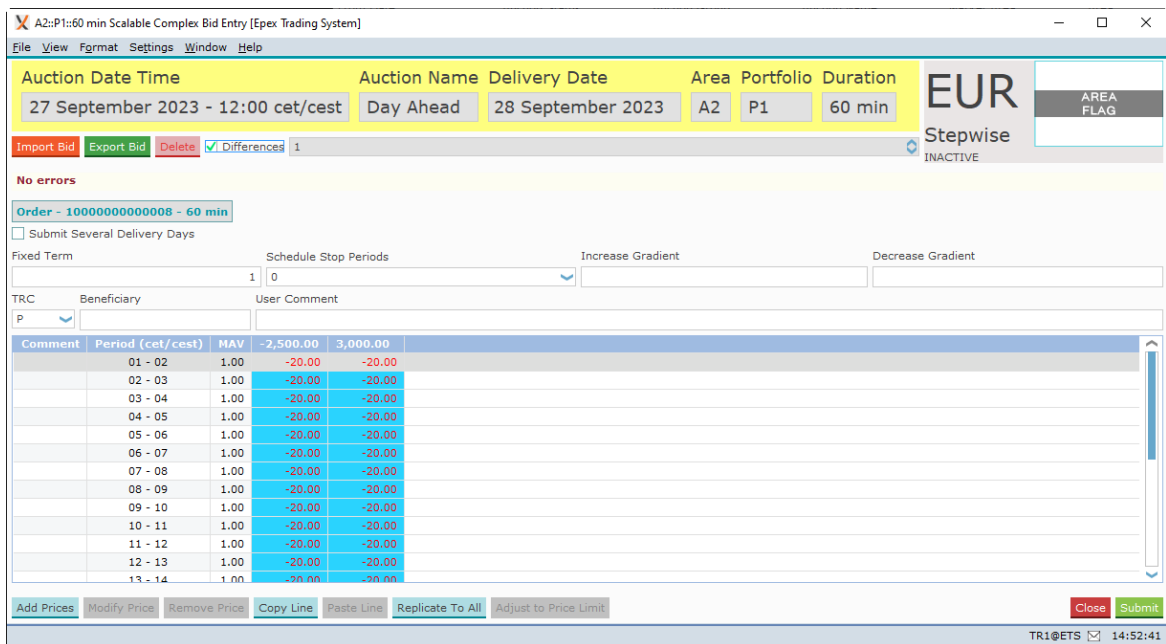 A2::P1::60 min Scalable Complex Bid Entry [Epex Trading System]
File View Format Settings Window Help
Auction Date Time Auction Name Delivery Date Area Portfolio Duration
27 September 2023 - 12:00 cet/cest Day Ahead 28 September 2023 A2 P1 60 min
EUR
Stepwise
INACTIVE
AREA
FLAG
Import Bid Export Bid Delete Differences 1
No errors
Order - 10000000000008 - 60 min
Submit Several Delivery Days
Fixed Term Schedule Stop Periods Increase Gradient Decrease Gradient
1 0
TRC Beneficiary User Comment
P
Comment Period (cet/cest) MAV -2,500.00 3,000.00
01 - 02 1.00 -20.00 -20.00
02 - 03 1.00 -20.00 -20.00
03 - 04 1.00 -20.00 -20.00
04 - 05 1.00 -20.00 -20.00
05 - 06 1.00 -20.00 -20.00
06 - 07 1.00 -20.00 -20.00
07 - 08 1.00 -20.00 -20.00
08 - 09 1.00 -20.00 -20.00
09 - 10 1.00 -20.00 -20.00
10 - 11 1.00 -20.00 -20.00
11 - 12 1.00 -20.00 -20.00
12 - 13 1.00 -20.00 -20.00
13 - 14 1.00 -20.00 -20.00
Add Prices Modify Price Remove Price Copy Line Paste Line Replicate To All Adjust to Price Limit Close Submit
TR1@ETS 14:52:41